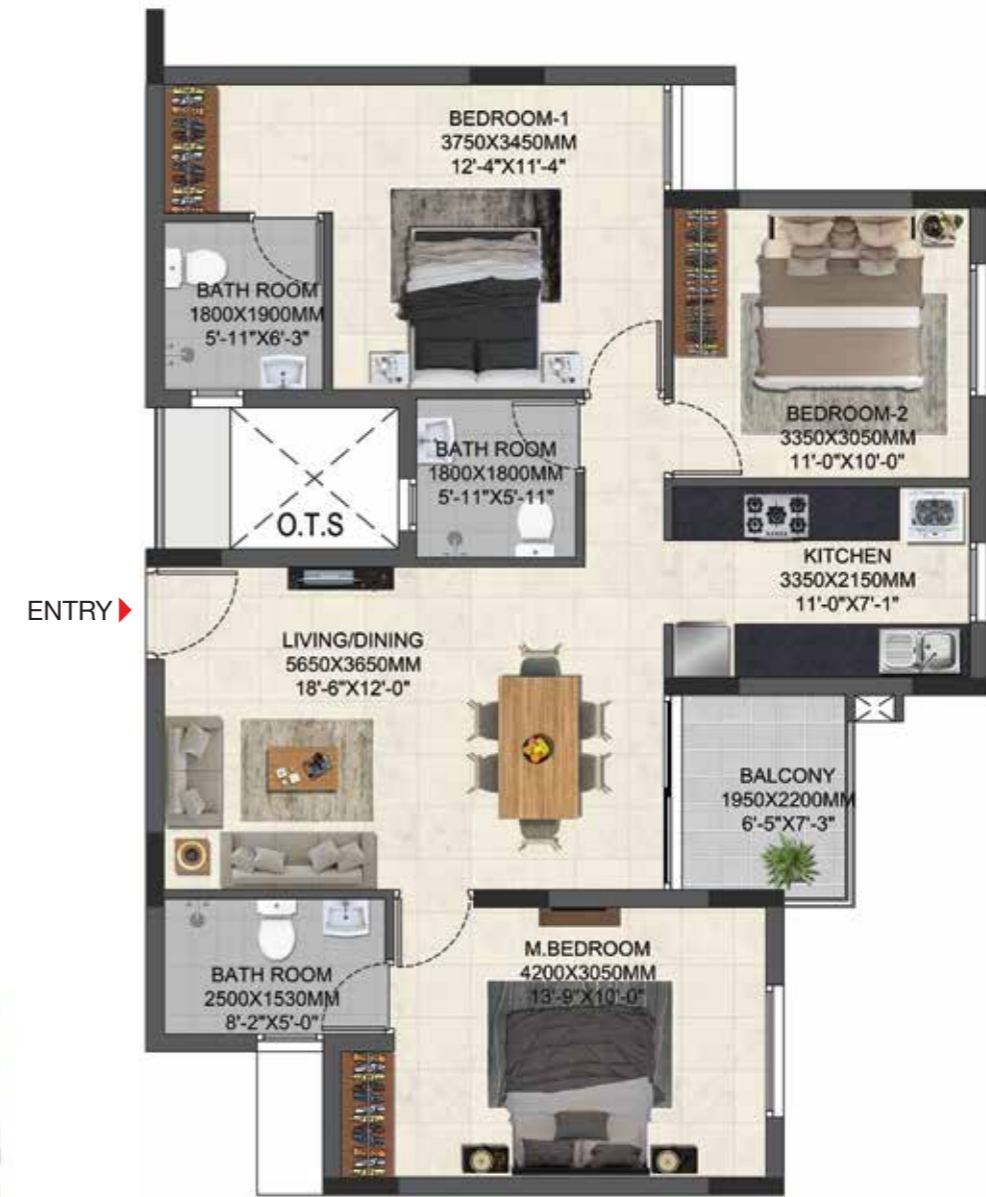 BEDROOM-1
3750X3450MM
12'-4"X11'-4"
BATH ROOM
1800X1900MM
5'-11"X6'-3"
BEDROOM-2
3350X3050MM
11'-0"X10'-0"
BATH ROOM
1800X1800MM
5'-11"X5'-11"
O.T.S
KITCHEN
3350X2150MM
11'-0"X7'-1"
ENTRY
LIVING/DINING
5650X3650MM
18'-6"X12'-0"
BALCONY
1950X2200MM
6'-5"X7'-3"
BATH ROOM
2500X1530MM
8'-2"X5'-0"
M.BEDROOM
4200X3050MM
13'-9"X10'-0"